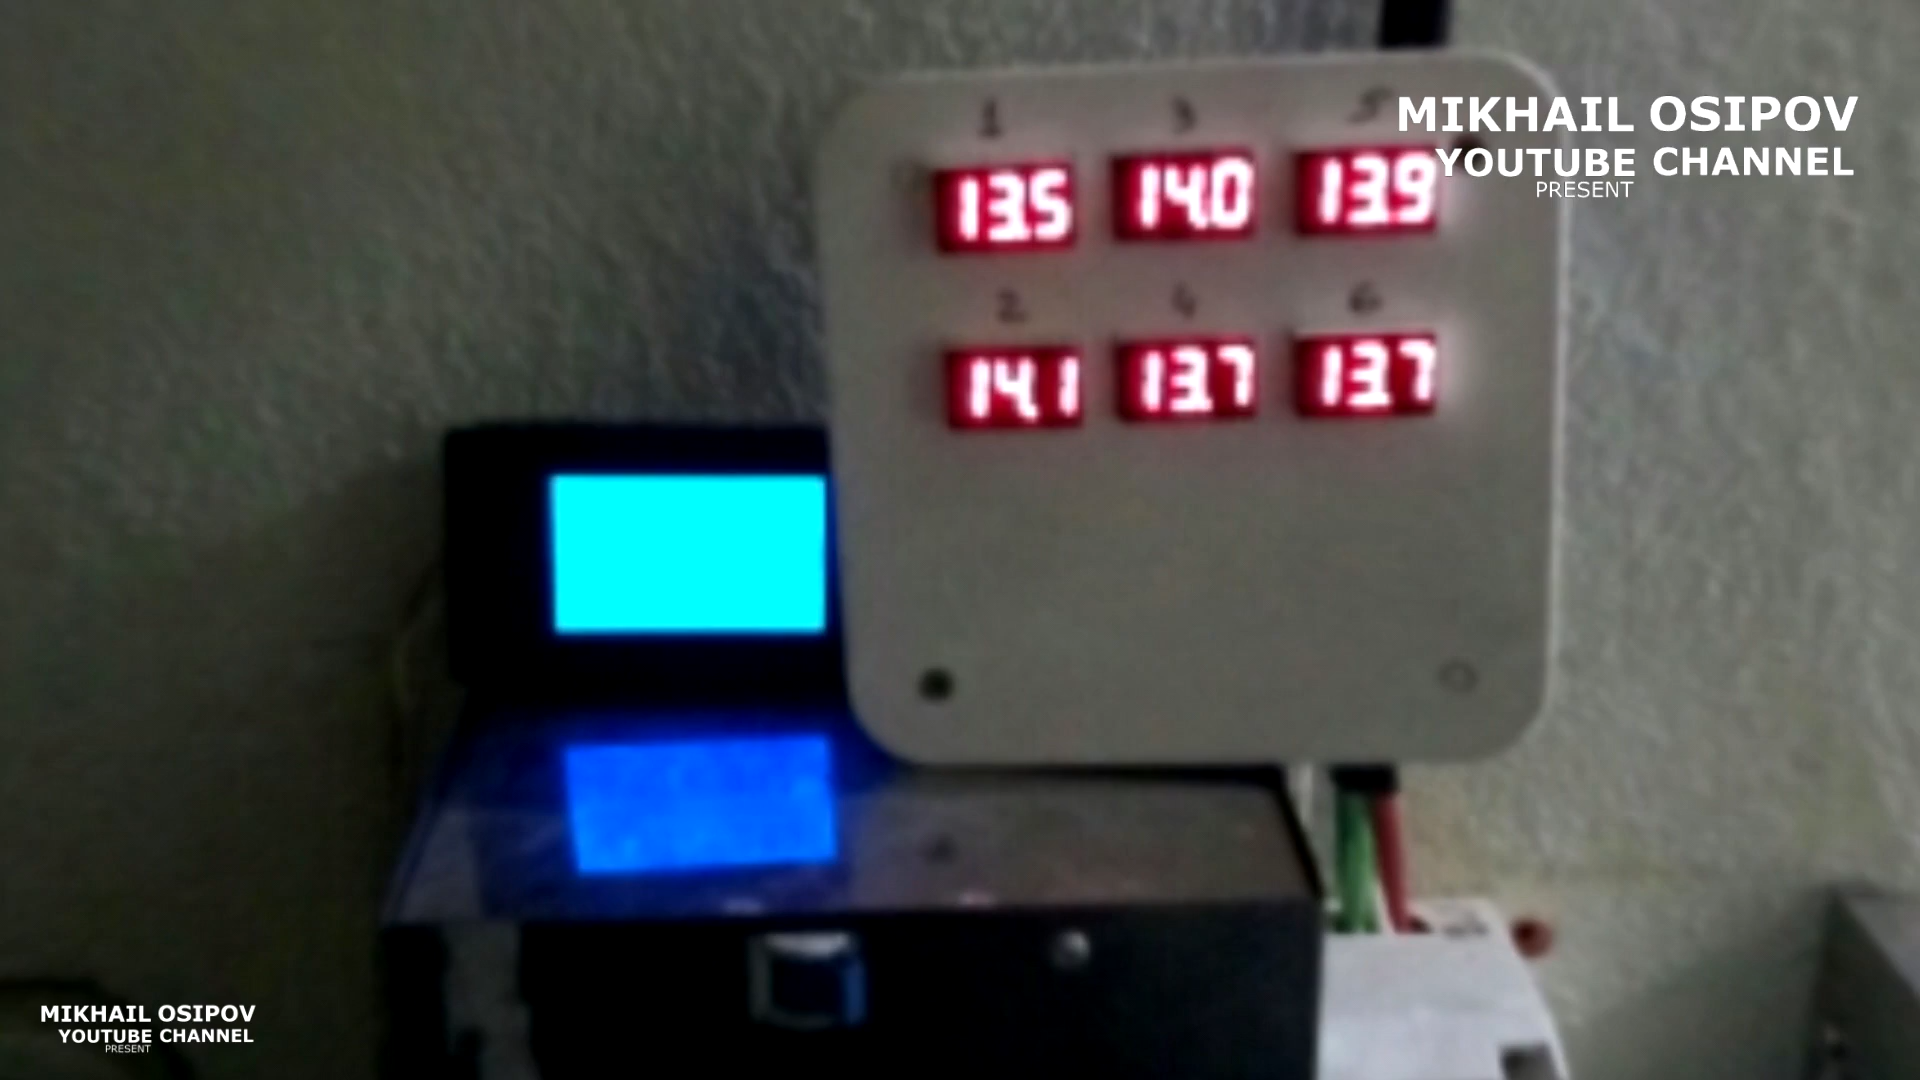 MIKHAIL OSIPOV
YOUTUBE CHANNEL
PRESENT
1 3 5
13.5 14.0 13.9
2 4 6
14.1 13.7 13.7
MIKHAIL OSIPOV
YOUTUBE CHANNEL
PRESENT